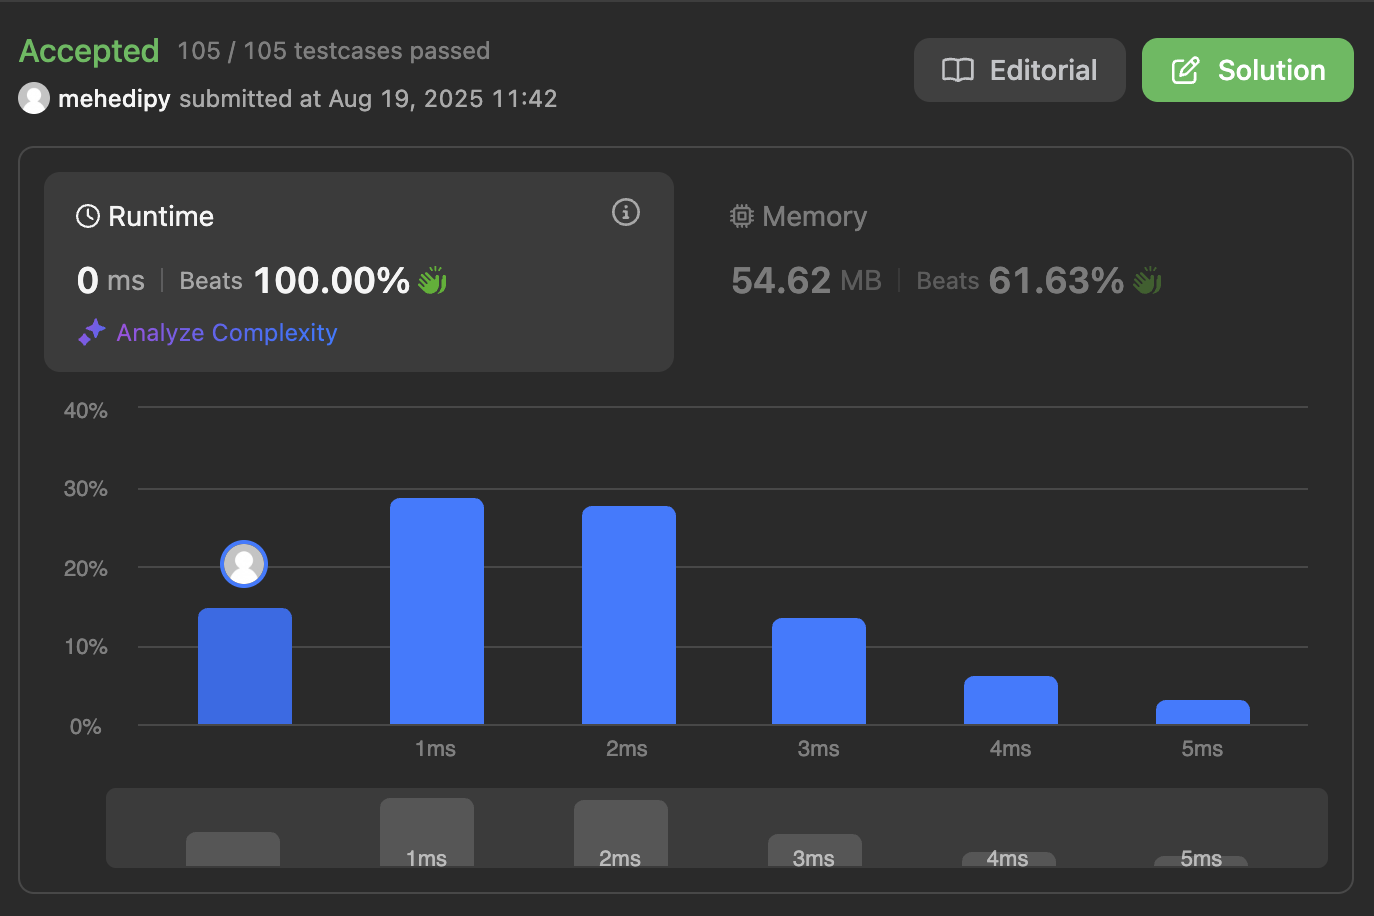 Accepted 105 / 105 testcases passed
mehedipy submitted at Aug 19, 2025 11:42
Editorial
Solution
Runtime
0 ms | Beats 100.00%
Analyze Complexity
Memory
54.62 MB | Beats 61.63%
40%
30%
20%
10%
0%
1ms 2ms 3ms 4ms 5ms
1ms 2ms 3ms 4ms 5ms